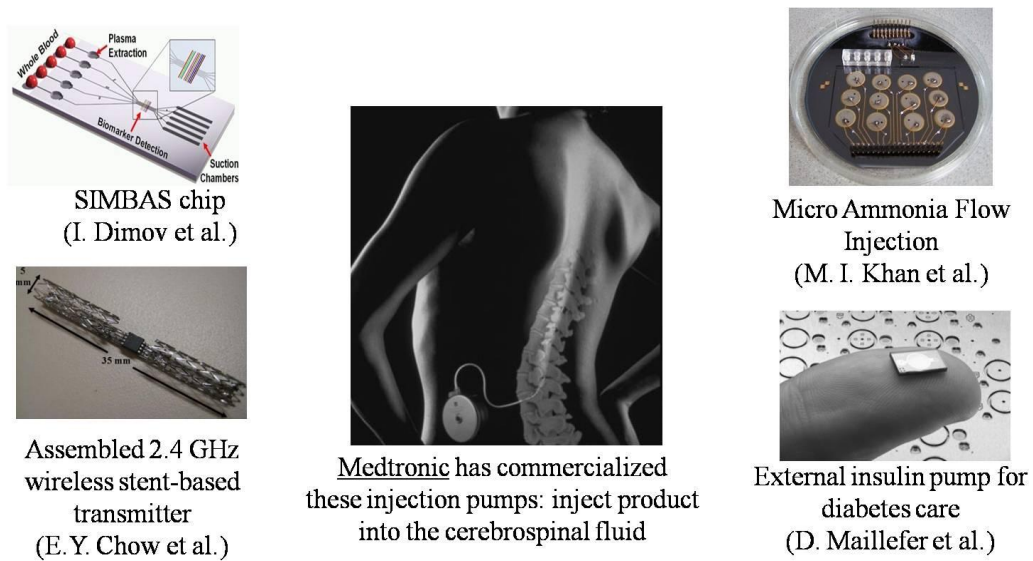 Whole Blood
Plasma
Extraction
Biomarker Detection
Suction
Chambers
SIMBAS chip
(I. Dimov et al.)
5
mm
35 mm
Assembled 2.4 GHz
wireless stent-based
transmitter
(E.Y. Chow et al.)
Medtronic has commercialized
these injection pumps: inject product
into the cerebrospinal fluid
Micro Ammonia Flow
Injection
(M. I. Khan et al.)
External insulin pump for
diabetes care
(D. Maillefer et al.)